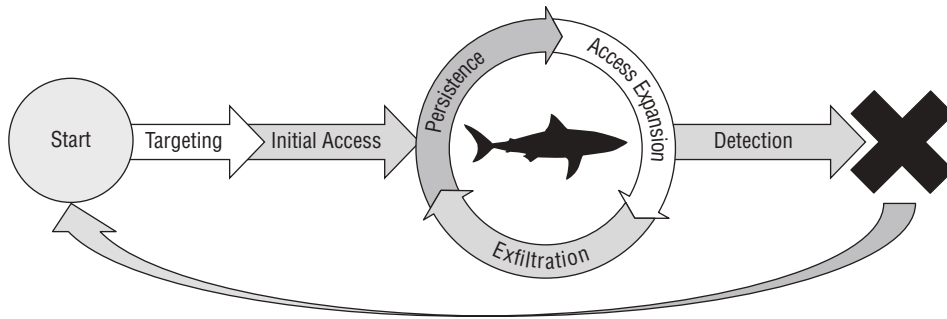 Start
Targeting
Initial Access
Persistence
Access Expansion
Exfiltration
Detection